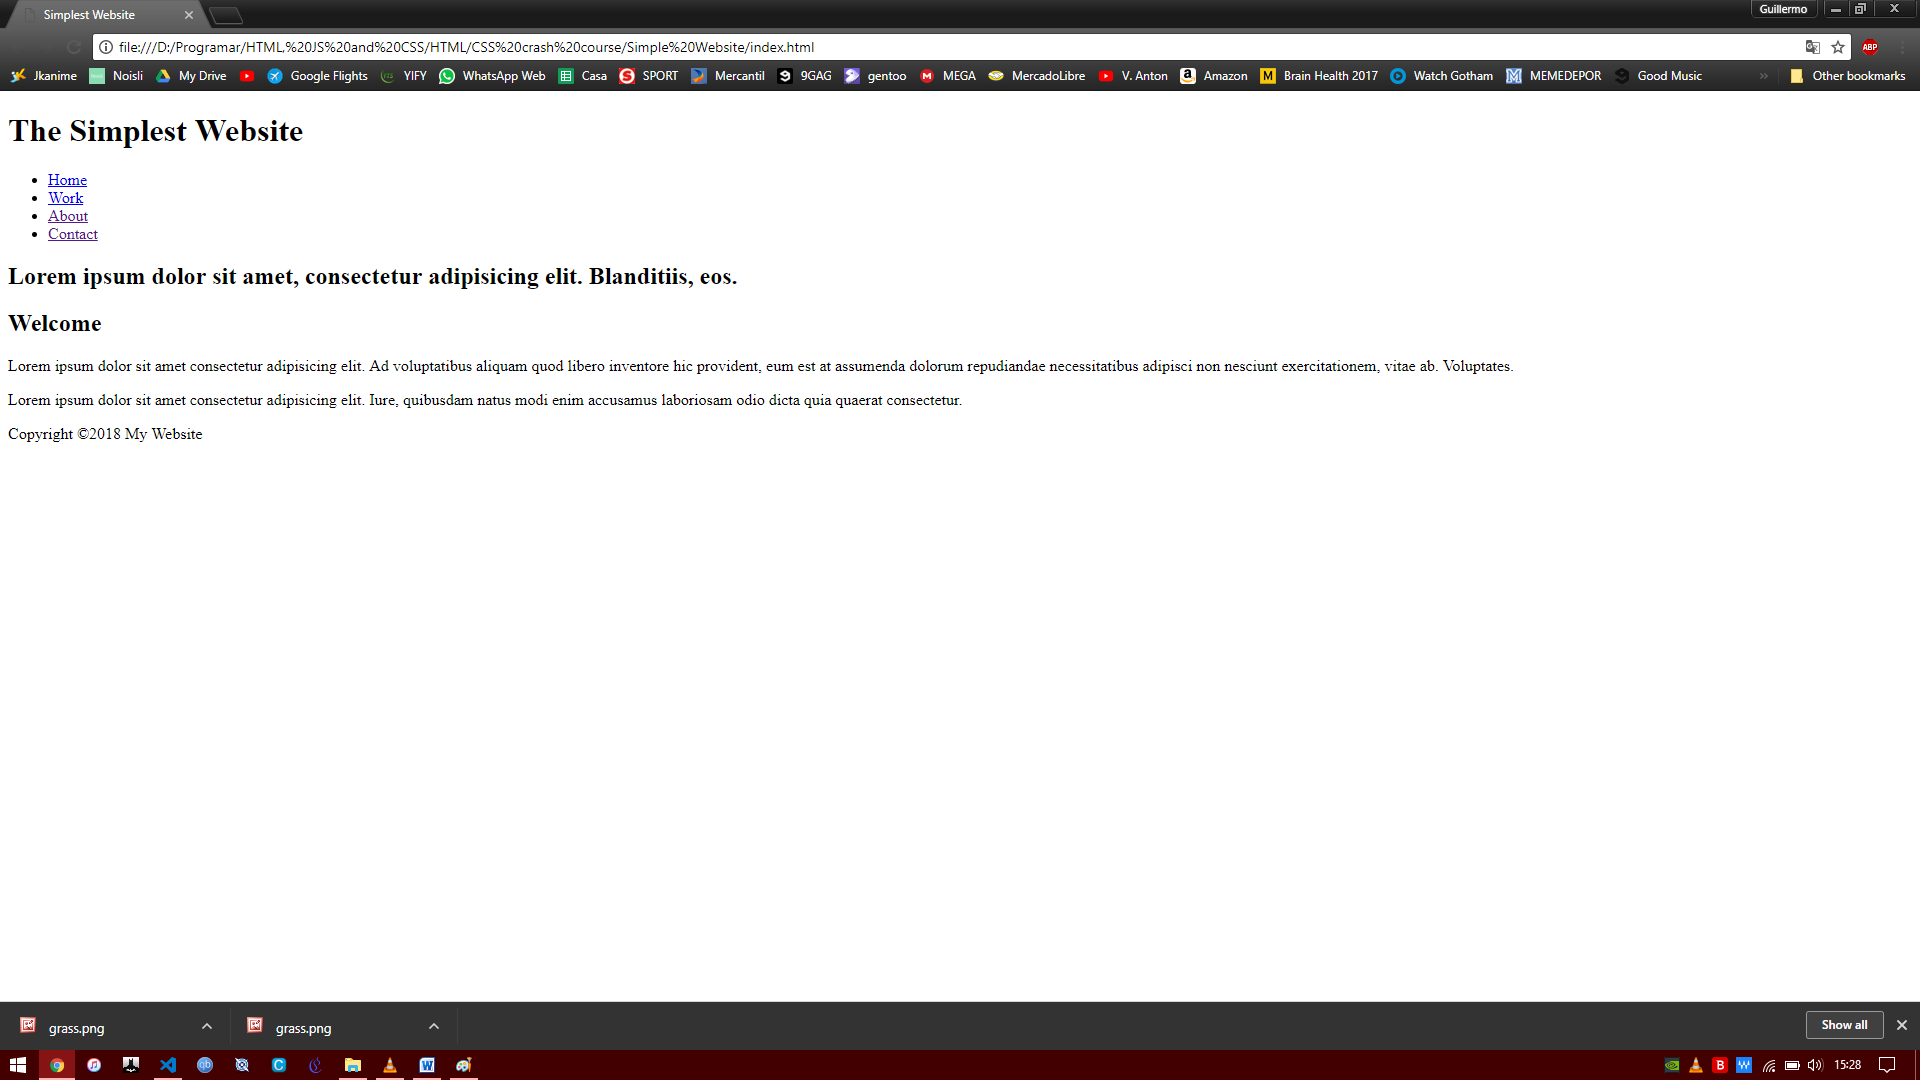 Simplest Website
Guillermo
file:///D:/Programar/HTML,%20JS%20and%20CSS/HTML/CSS%20crash%20course/Simple%20Website/index.html
ABP
Jkanime Noisli My Drive Google Flights YIFY WhatsApp Web Casa SPORT Mercantil 9GAG gentoo MEGA MercadoLibre V. Anton Amazon Brain Health 2017 Watch Gotham MEMEDEPOR Good Music » Other bookmarks
The Simplest Website
Home
Work
About
Contact
Lorem ipsum dolor sit amet, consectetur adipisicing elit. Blanditiis, eos.
Welcome
Lorem ipsum dolor sit amet consectetur adipisicing elit. Ad voluptatibus aliquam quod libero inventore hic provident, eum est at assumenda dolorum repudiandae necessitatibus adipisci non nesciunt exercitationem, vitae ab. Voluptates.
Lorem ipsum dolor sit amet consectetur adipisicing elit. Iure, quibusdam natus modi enim accusamus laboriosam odio dicta quia quaerat consectetur.
Copyright ©2018 My Website
grass.png grass.png Show all
15:28